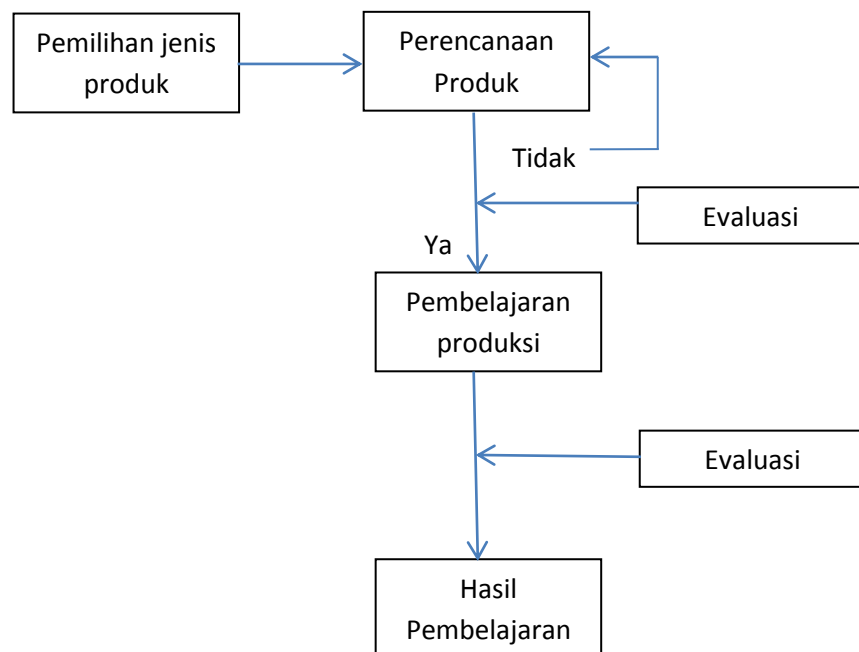 Pemilihan jenis
produk
Perencanaan
Produk
Tidak
Evaluasi
Ya
Pembelajaran
produksi
Evaluasi
Hasil
Pembelajaran